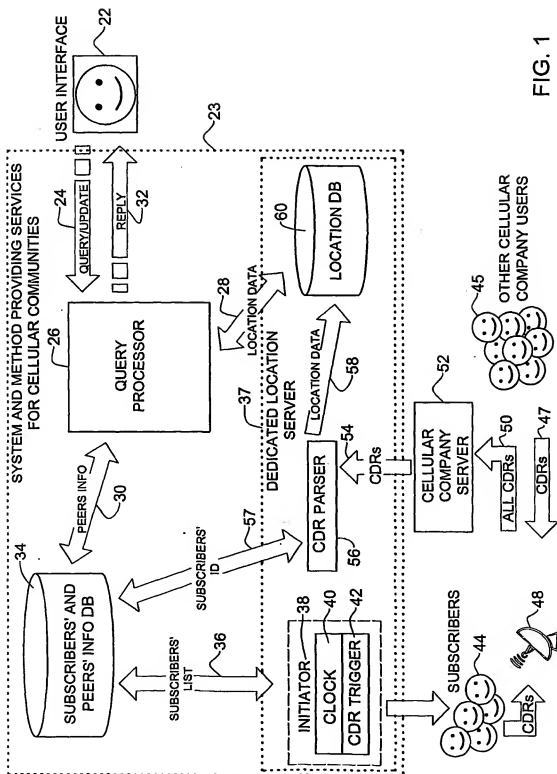 SYSTEM AND METHOD PROVIDING SERVICES
FOR CELLULAR COMMUNITIES
USER INTERFACE
22
23
24
QUERY/UPDATE
REPLY
32
26
QUERY
PROCESSOR
28
LOCATION DATA
PEERS INFO
30
34
SUBSCRIBERS' AND
PEERS' INFO DB
SUBSCRIBERS'
LIST
36
SUBSCRIBERS'
ID
57
37
DEDICATED LOCATION
SERVER
60
LOCATION DB
LOCATION DATA
58
CDR PARSER
56
54
CDRs
INITIATOR
38
CLOCK
40
CDR TRIGGER
42
CELLULAR
COMPANY
SERVER
52
50
ALL CDRs
CDRs
47
45
OTHER CELLULAR
COMPANY USERS
SUBSCRIBERS
44
CDRs
48
FIG. 1